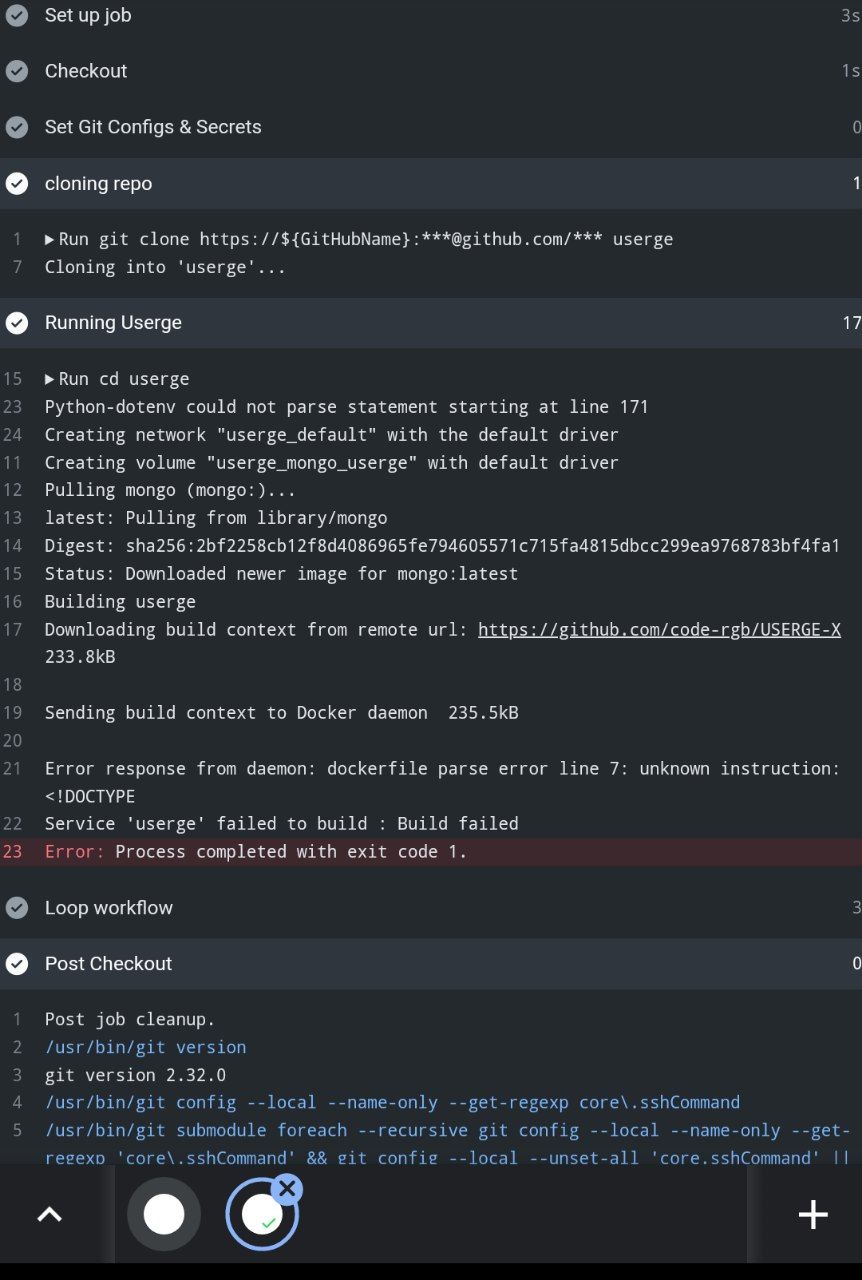 Set up job 3s
Checkout 1s
Set Git Configs & Secrets 0
cloning repo 1
1 ▶Run git clone https://${GitHubName}:***@github.com/*** userge
7 Cloning into 'userge'...
Running Userge 17
15 ▶Run cd userge
23 Python-dotenv could not parse statement starting at line 171
24 Creating network "userge_default" with the default driver
11 Creating volume "userge_mongo_userge" with default driver
12 Pulling mongo (mongo:)...
13 latest: Pulling from library/mongo
14 Digest: sha256:2bf2258cb12f8d4086965fe794605571c715fa4815dbcc299ea9768783bf4fa1
15 Status: Downloaded newer image for mongo:latest
16 Building userge
17 Downloading build context from remote url: https://github.com/code-rgb/USERGE-X
233.8kB
18
19 Sending build context to Docker daemon  235.5kB
20
21 Error response from daemon: dockerfile parse error line 7: unknown instruction:
<!DOCTYPE
22 Service 'userge' failed to build : Build failed
23 Error: Process completed with exit code 1.
Loop workflow 3
Post Checkout 0
1 Post job cleanup.
2 /usr/bin/git version
3 git version 2.32.0
4 /usr/bin/git config --local --name-only --get-regexp core\.sshCommand
5 /usr/bin/git submodule foreach --recursive git config --local --name-only --get-
regexp 'core\.sshCommand' && git config --local --unset-all 'core.sshCommand' ||